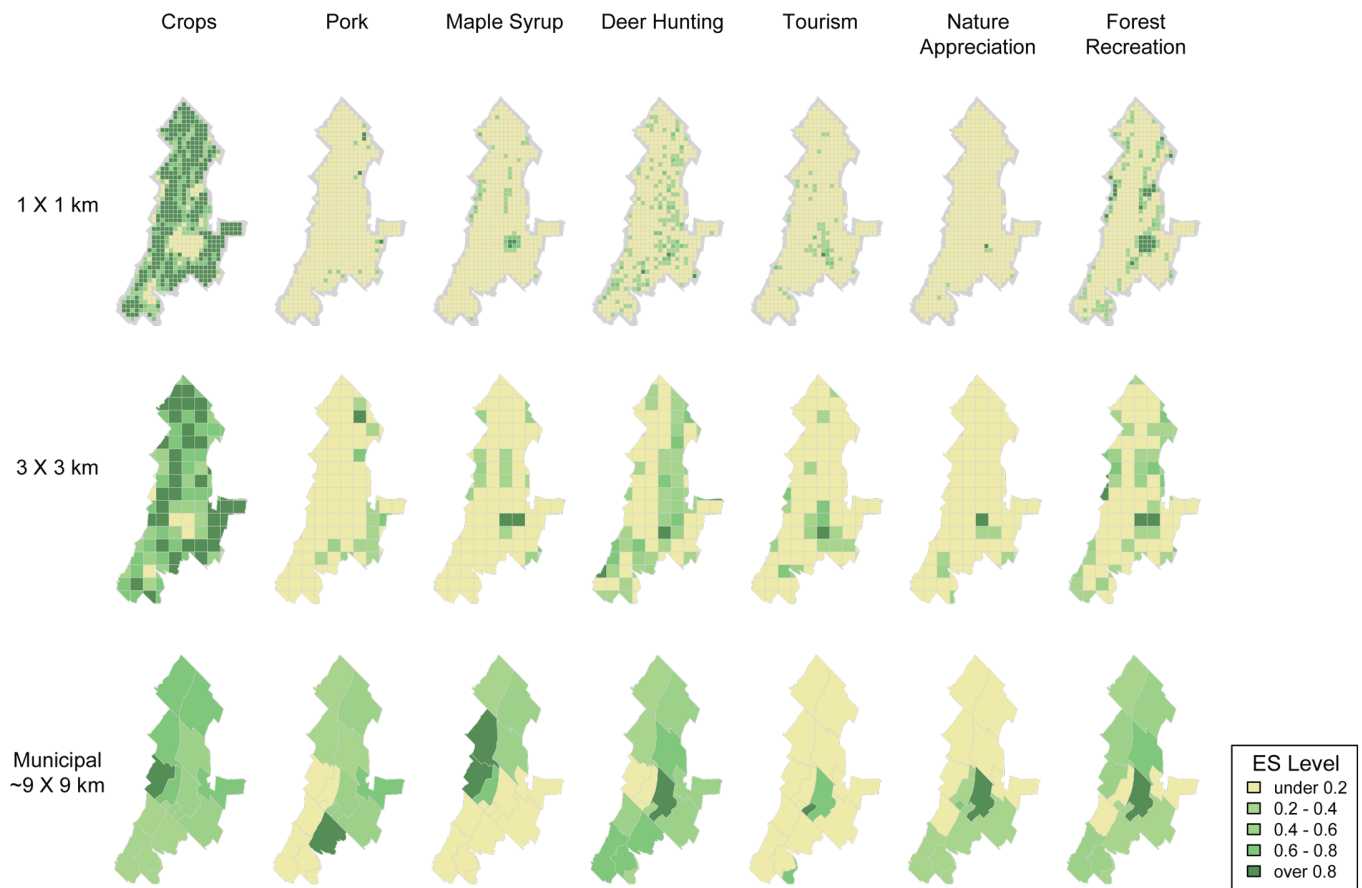 Crops
Pork
Maple Syrup
Deer Hunting
Tourism
Nature
Appreciation
Forest
Recreation
1 X 1 km
3 X 3 km
Municipal
~9 X 9 km
ES Level
under 0.2
0.2 - 0.4
0.4 - 0.6
0.6 - 0.8
over 0.8